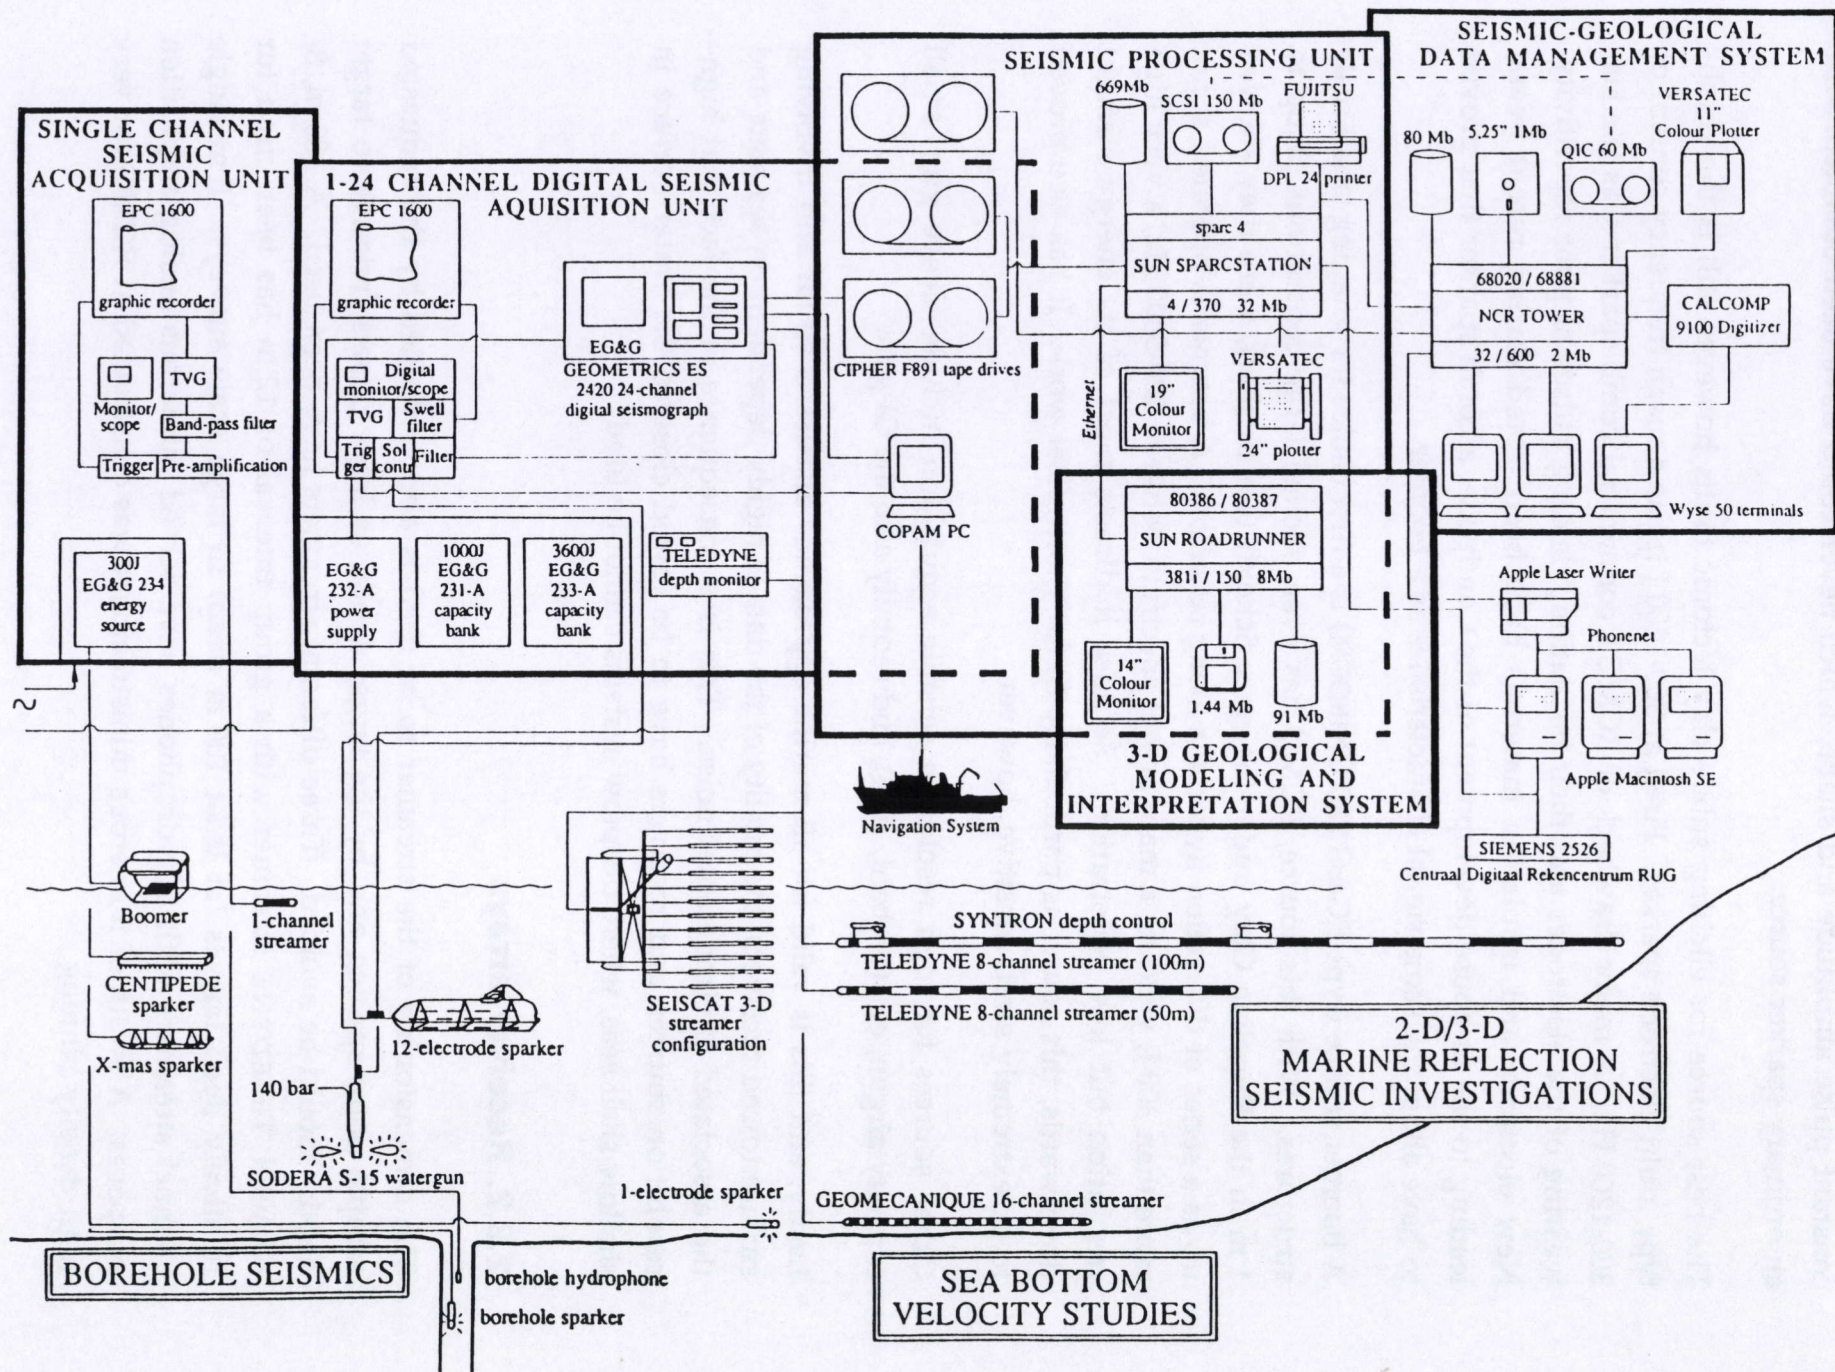 SINGLE CHANNEL
SEISMIC
ACQUISITION UNIT
EPC 1600
graphic recorder
TVG
Monitor/
scope
Band-pass filter
Trigger
Pre-amplification
300J
EG&G 234
energy
source
1-24 CHANNEL DIGITAL SEISMIC
AQUISITION UNIT
EPC 1600
graphic recorder
Digital
monitor/scope
TVG
Swell
filter
Trig
ger
Sol
contr
Filter
EG&G
GEOMETRICS ES
2420 24-channel
digital seismograph
EG&G
232-A
power
supply
1000J
EG&G
231-A
capacity
bank
3600J
EG&G
233-A
capacity
bank
TELEDYNE
depth monitor
SEISMIC PROCESSING UNIT
CIPHER F891 tape drives
COPAM PC
669Mb
SCSI 150 Mb
FUJITSU
DPL 24 printer
sparc 4
SUN SPARCSTATION
4 / 370 32 Mb
Ethernet
19"
Colour
Monitor
VERSATEC
24" plotter
SEISMIC-GEOLOGICAL
DATA MANAGEMENT SYSTEM
80 Mb
5,25" 1Mb
QIC 60 Mb
VERSATEC
11"
Colour Plotter
68020 / 68881
NCR TOWER
32 / 600 2 Mb
CALCOMP
9100 Digitizer
Wyse 50 terminals
80386 / 80387
SUN ROADRUNNER
381i / 150 8Mb
14"
Colour
Monitor
1,44 Mb
91 Mb
3-D GEOLOGICAL
MODELING AND
INTERPRETATION SYSTEM
Apple Laser Writer
Phonenet
Apple Macintosh SE
SIEMENS 2526
Centraal Digitaal Rekencentrum RUG
Navigation System
Boomer
1-channel
streamer
CENTIPEDE
sparker
X-mas sparker
12-electrode sparker
140 bar
SODERA S-15 watergun
SEISCAT 3-D
streamer
configuration
SYNTRON depth control
TELEDYNE 8-channel streamer (100m)
TELEDYNE 8-channel streamer (50m)
2-D/3-D
MARINE REFLECTION
SEISMIC INVESTIGATIONS
1-electrode sparker
GEOMECANIQUE 16-channel streamer
BOREHOLE SEISMICS
borehole hydrophone
borehole sparker
SEA BOTTOM
VELOCITY STUDIES